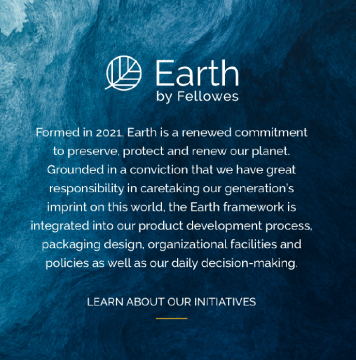 Earth
by Fellowes
Formed in 2021, Earth is a renewed commitment
to preserve, protect and renew our planet.
Grounded in a conviction that we have great
responsibility in caretaking our generation's
imprint on this world, the Earth framework is
integrated into our product development process,
packaging design, organizational facilities and
policies as well as our daily decision-making.
LEARN ABOUT OUR INITIATIVES